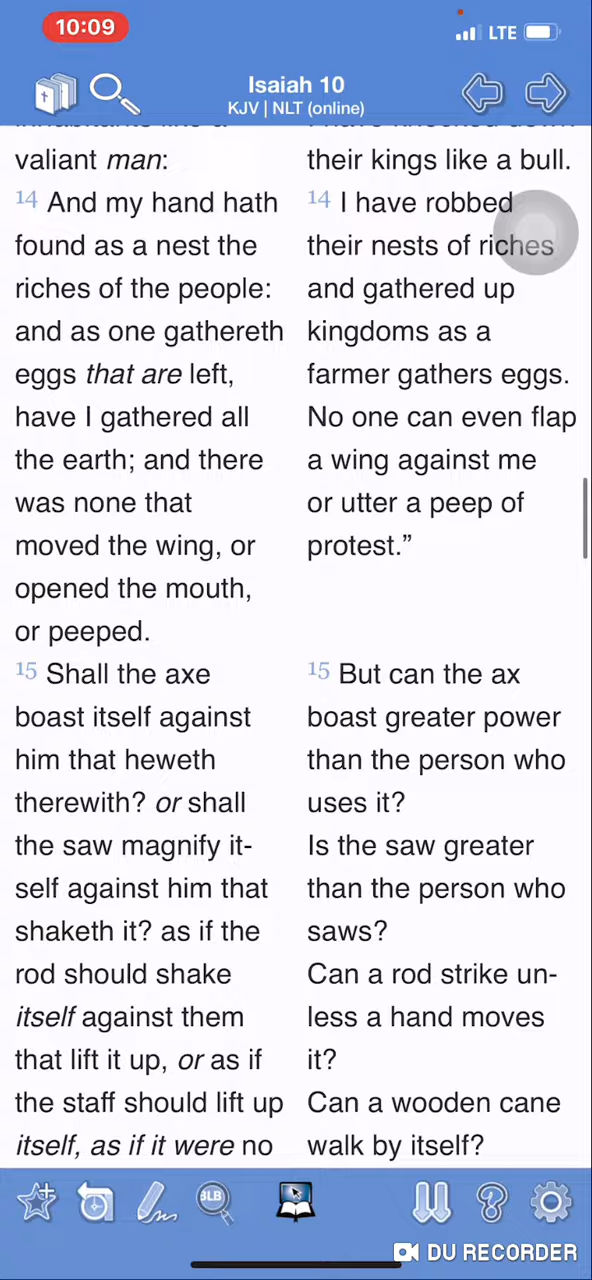 10:09
LTE
Isaiah 10
KJV | NLT (online)
valiant man:
14 And my hand hath
found as a nest the
riches of the people:
and as one gathereth
eggs that are left,
have I gathered all
the earth; and there
was none that
moved the wing, or
opened the mouth,
or peeped.
15 Shall the axe
boast itself against
him that heweth
therewith? or shall
the saw magnify it-
self against him that
shaketh it? as if the
rod should shake
itself against them
that lift it up, or as if
the staff should lift up
itself, as if it were no
their kings like a bull.
14 I have robbed
their nests of riches
and gathered up
kingdoms as a
farmer gathers eggs.
No one can even flap
a wing against me
or utter a peep of
protest.”
15 But can the ax
boast greater power
than the person who
uses it?
Is the saw greater
than the person who
saws?
Can a rod strike un-
less a hand moves
it?
Can a wooden cane
walk by itself?
BLB
DU RECORDER